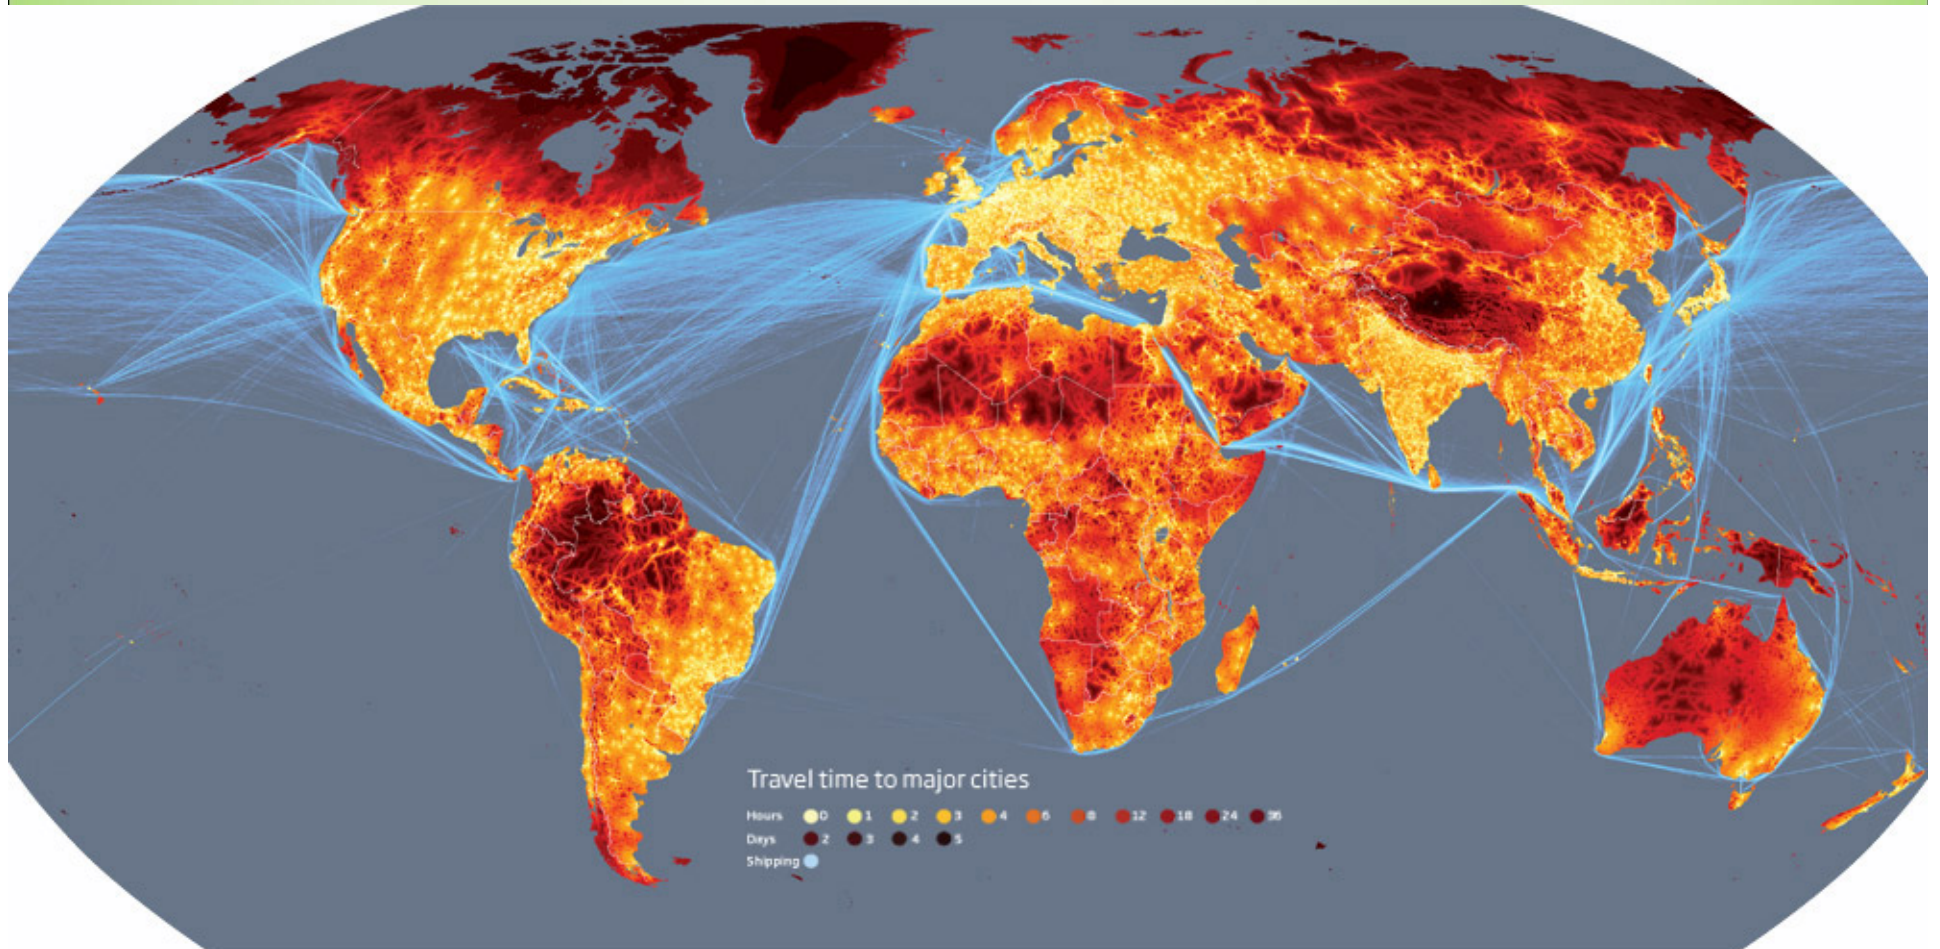 Travel time to major cities
Hours 0 1 2 3 4 6 8 12 18 24 36
Days 2 3 4 5
Shipping